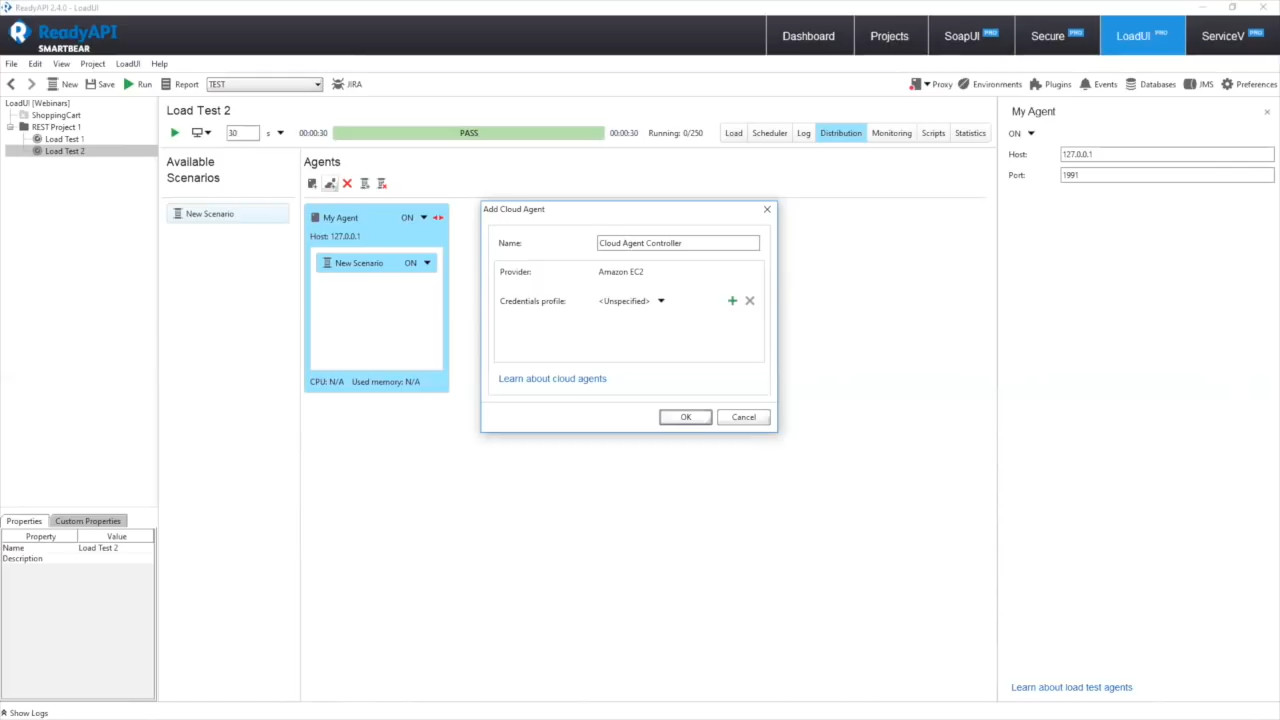 ReadyAPI 2.4.0 - LoadUI
ReadyAPI
SMARTBEAR
Dashboard
Projects
SoapUI PRO
Secure PRO
LoadUI PRO
ServiceV PRO
File Edit View Project LoadUI Help
New Save Run Report TEST JIRA
Proxy Environments Plugins Events Databases JMS Preferences
LoadUI [Webinars]
ShoppingCart
REST Project 1
Load Test 1
Load Test 2
Load Test 2
30 s 00:00:30 PASS 00:00:30 Running: 0/250
Load Scheduler Log Distribution Monitoring Scripts Statistics
Available
Scenarios
New Scenario
Agents
My Agent ON
Host: 127.0.0.1
New Scenario ON
CPU: N/A Used memory: N/A
Add Cloud Agent
Name: Cloud Agent Controller
Provider: Amazon EC2
Credentials profile: <Unspecified>
Learn about cloud agents
OK Cancel
My Agent
ON
Host: 127.0.0.1
Port: 1991
Learn about load test agents
Properties Custom Properties
Property Value
Name Load Test 2
Description
Show Logs